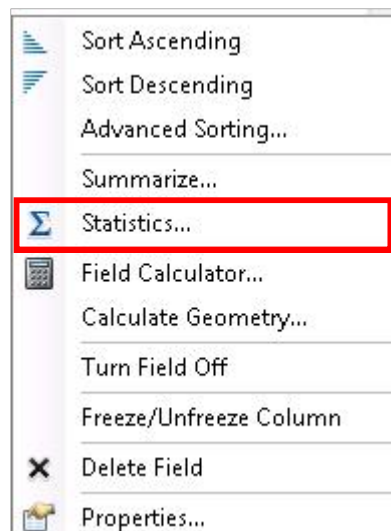 Sort Ascending
Sort Descending
Advanced Sorting...
Summarize...
Σ Statistics...
Field Calculator...
Calculate Geometry...
Turn Field Off
Freeze/Unfreeze Column
Delete Field
Properties...